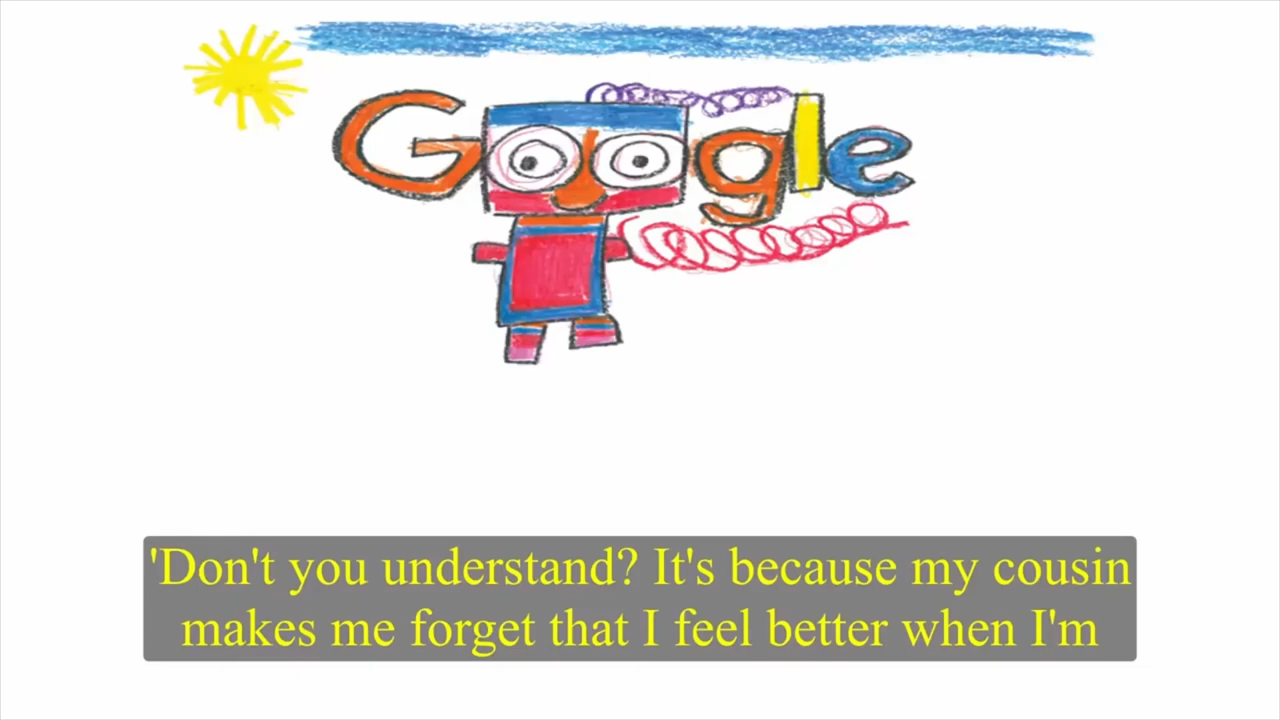 Google
'Don't you understand? It's because my cousin
makes me forget that I feel better when I'm